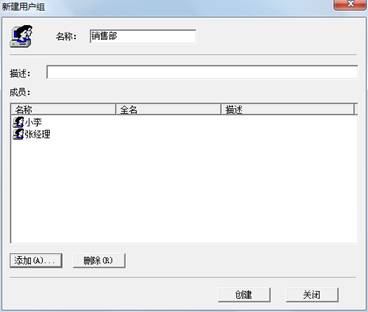 新建用户组
名称: 销售部
描述:
成员:
名称 全名 描述
小李
张经理
添加(A)... 删除(R)
创建 关闭